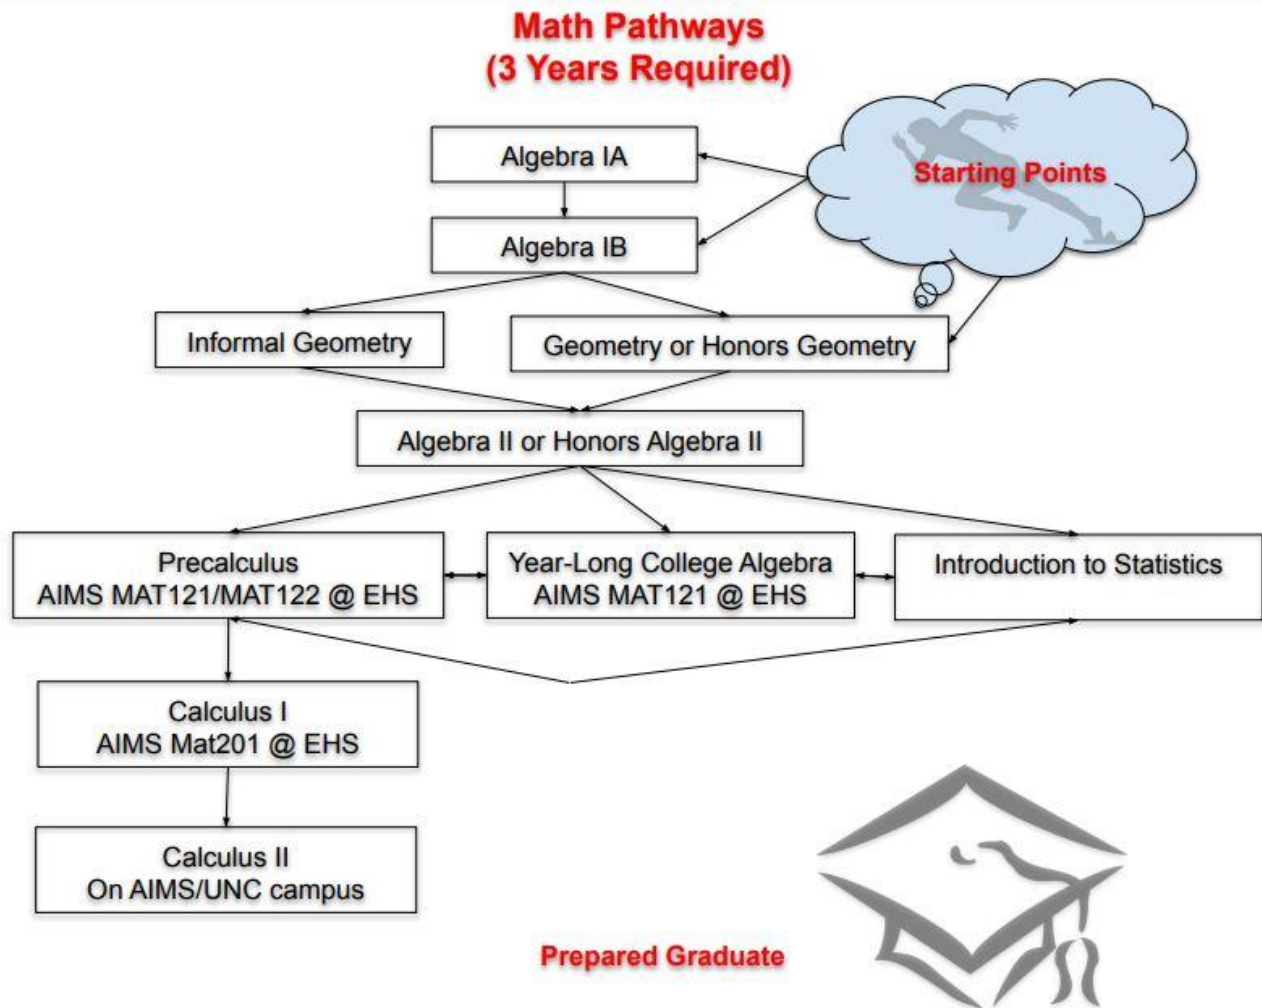 Math Pathways
(3 Years Required)
Algebra IA
Starting Points
Algebra IB
Informal Geometry
Geometry or Honors Geometry
Algebra II or Honors Algebra II
Precalculus
AIMS MAT121/MAT122 @ EHS
Year-Long College Algebra
AIMS MAT121 @ EHS
Introduction to Statistics
Calculus I
AIMS Mat201 @ EHS
Calculus II
On AIMS/UNC campus
Prepared Graduate